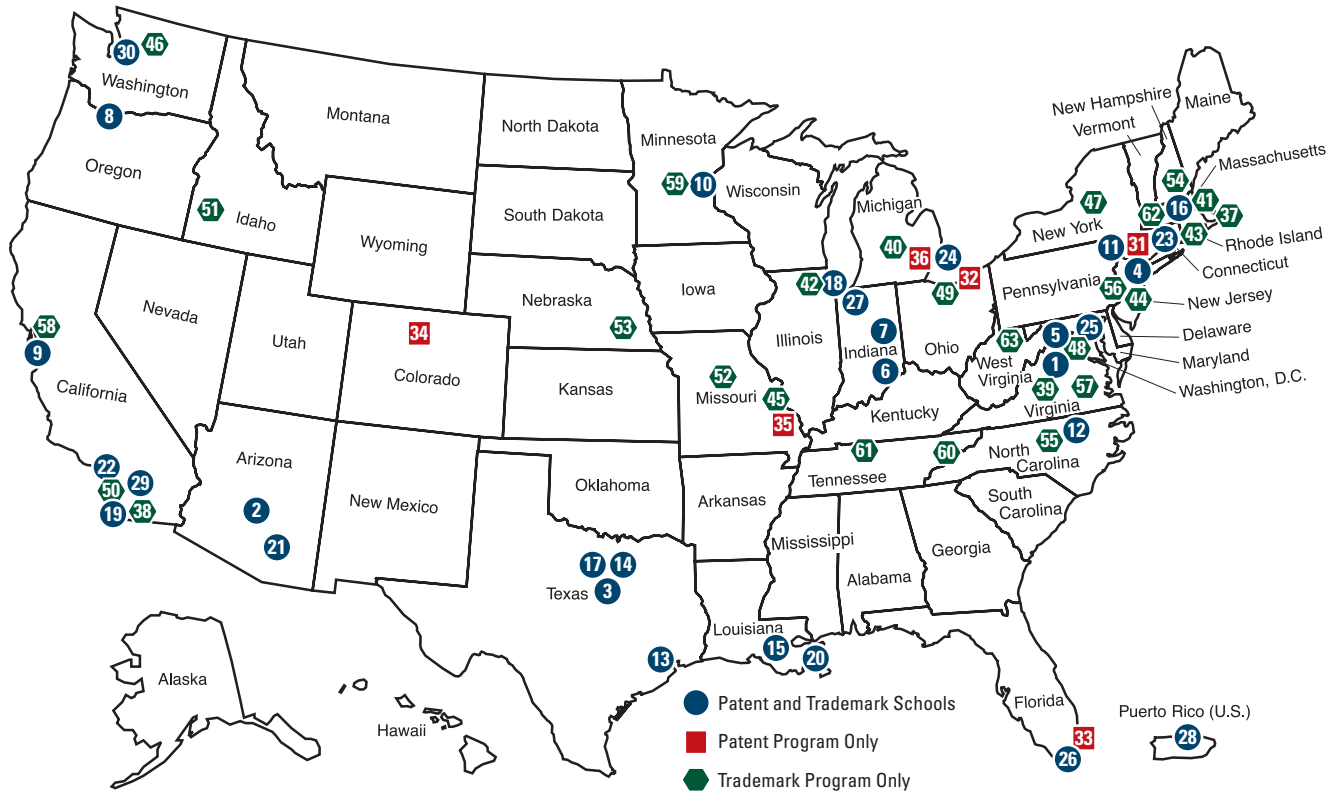 46
30
Washington
8
Oregon
Montana
North Dakota
Minnesota
59
10
Wisconsin
Michigan
New Hampshire
Vermont
Maine
Massachusetts
54
41
47
62
16
37
New York
43
Rhode Island
51
Idaho
Wyoming
South Dakota
40
36
24
11
31
23
Connecticut
32
4
Nevada
Utah
Nebraska
53
Iowa
42
18
27
49
Pennsylvania
56
44
New Jersey
58
9
California
34
Colorado
Kansas
52
Missouri
45
35
Illinois
7
Indiana
6
Ohio
63
West
Virginia
5
25
48
1
Delaware
Maryland
Washington, D.C.
39
57
Virginia
Kentucky
12
55
North
Carolina
61
60
Tennessee
22
29
50
19
38
Arizona
2
21
New Mexico
Oklahoma
Arkansas
South
Carolina
Mississippi
Alabama
Georgia
17
14
Texas
3
13
Louisiana
15
20
Alaska
Hawaii
Florida
33
26
Puerto Rico (U.S.)
28
Patent and Trademark Schools
Patent Program Only
Trademark Program Only